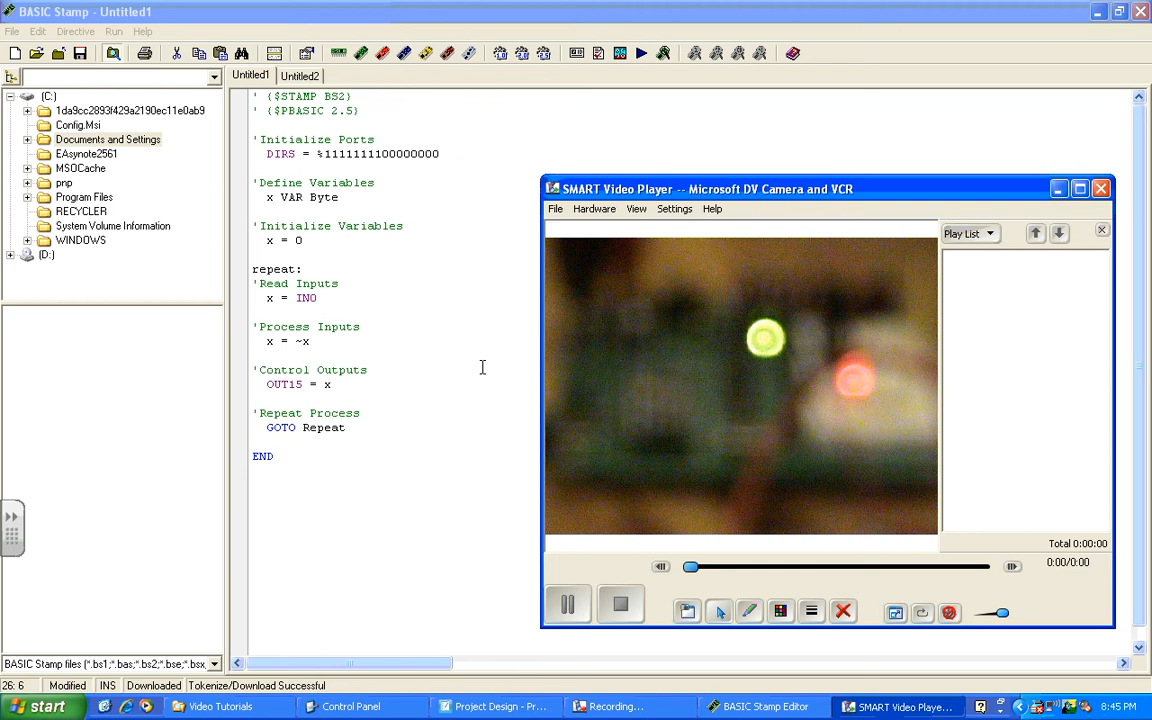 BASIC Stamp - Untitled1
File Edit Directive Run Help
Untitled1 Untitled2
(C:)
1da9cc2893f429a2190ec11e0ab9
Config.Msi
Documents and Settings
EAsynote2561
MSOCache
pnp
Program Files
RECYCLER
System Volume Information
WINDOWS
(D:)
BASIC Stamp files (*.bs1;*.bas;*.bs2;*.bse;*.bsx,
' {$STAMP BS2}
' {$PBASIC 2.5}
'Initialize Ports
DIRS = %1111111100000000
'Define Variables
x VAR Byte
'Initialize Variables
x = 0
repeat:
'Read Inputs
x = IN0
'Process Inputs
x = ~x
'Control Outputs
OUT15 = x
'Repeat Process
GOTO Repeat
END
SMART Video Player -- Microsoft DV Camera and VCR
File Hardware View Settings Help
Play List
Total 0:00:00
0:00/0:00
26: 6 Modified INS Downloaded Tokenize/Download Successful
start Video Tutorials Control Panel Project Design - Pr... Recording... BASIC Stamp Editor SMART Video Playe... 8:45 PM